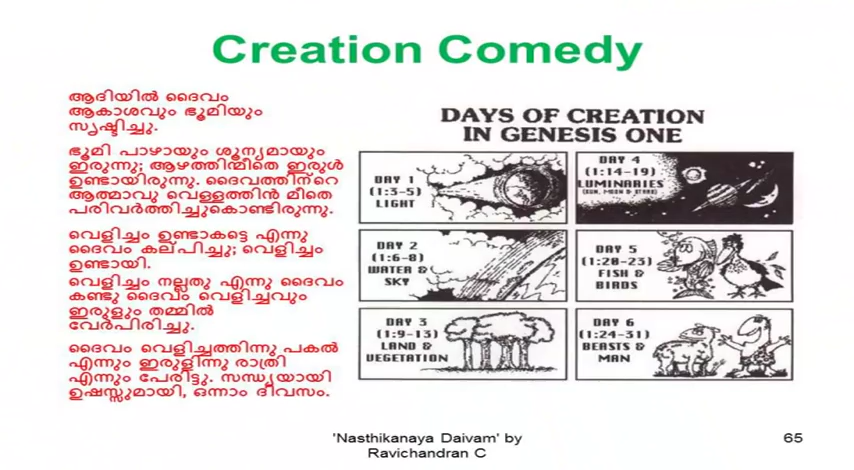 Creation Comedy
ആദിയിൽ ദൈവം
ആകാശവും ഭൂമിയും
സൃഷ്ടിച്ചു.
ഭൂമി പാഴായും ശൂന്യമായും
ഇരുന്നു; ആഴത്തിന്മീതെ ഇരുൾ
ഉണ്ടായിരുന്നു. ദൈവത്തിന്റെ
ആത്മാവു വെള്ളത്തിൻ മീതെ
പരിവർത്തിച്ചുകൊണ്ടിരുന്നു.
വെളിച്ചം ഉണ്ടാകട്ടെ എന്നു
ദൈവം കല്പിച്ചു; വെളിച്ചം
ഉണ്ടായി.
വെളിച്ചം നല്ലതു എന്നു ദൈവം
കണ്ടു ദൈവം വെളിച്ചവും
ഇരുളും തമ്മിൽ
വേർപിരിച്ചു.
ദൈവം വെളിച്ചത്തിന്നു പകൽ
എന്നും ഇരുളിന്നു രാത്രി
എന്നും പേരിട്ടു. സന്ധ്യയായി
ഉഷസ്സുമായി, ഒന്നാം ദിവസം.
DAYS OF CREATION
IN GENESIS ONE
DAY 1
(1:3-5)
LIGHT
DAY 2
(1:6-8)
WATER &
SKY
DAY 3
(1:9-13)
LAND &
VEGETATION
DAY 4
(1:14-19)
LUMINARIES
(SUN, MOON & STARS)
DAY 5
(1:20-23)
FISH &
BIRDS
DAY 6
(1:24-31)
BEASTS &
MAN
'Nasthikanaya Daivam' by
Ravichandran C
65